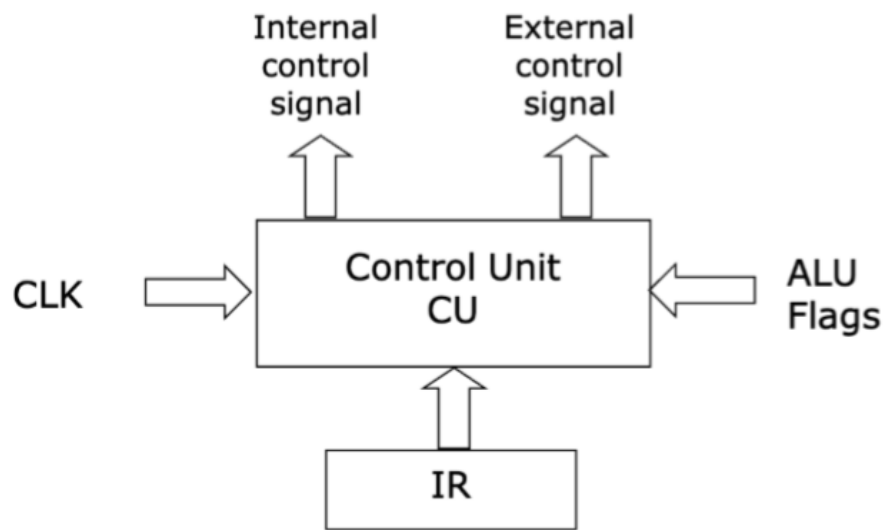 Internal
control
signal
External
control
signal
CLK
Control Unit
CU
ALU
Flags
IR